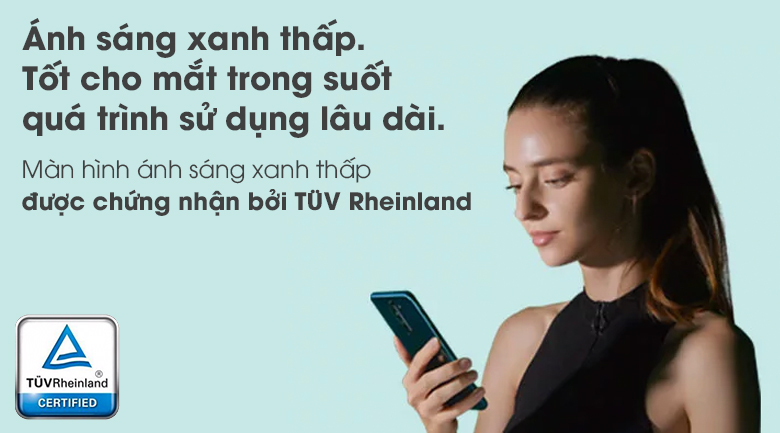 Ánh sáng xanh thấp.
Tốt cho mắt trong suốt
quá trình sử dụng lâu dài.
Màn hình ánh sáng xanh thấp
được chứng nhận bởi TÜV Rheinland
®
TÜVRheinland
CERTIFIED